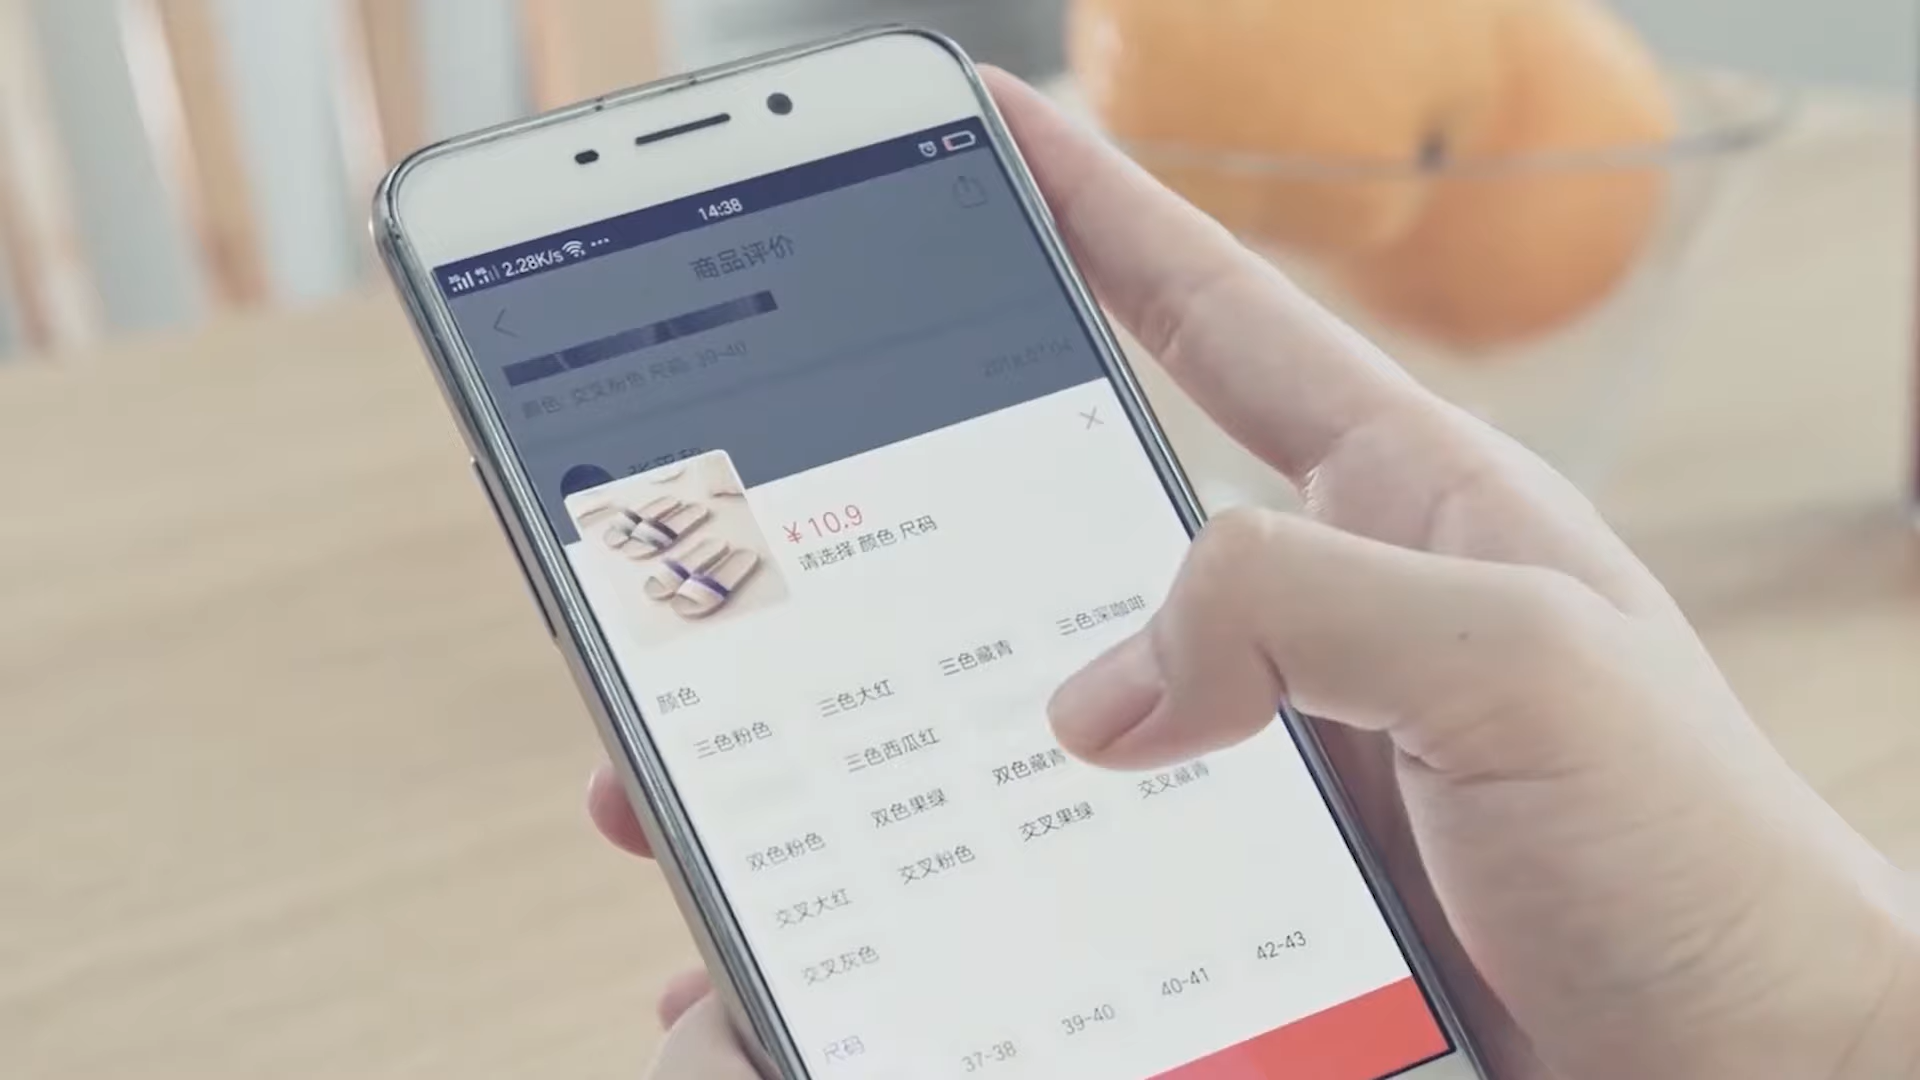 2.28K/s 14:38
商品评价
颜色: 交叉粉色 尺码: 39-40
¥10.9
请选择 颜色 尺码
颜色
三色粉色 三色大红 三色藏青 三色深咖啡
三色西瓜红
双色粉色 双色果绿 双色藏青
交叉大红 交叉粉色 交叉果绿 交叉藏青
交叉灰色
尺码
37-38 39-40 40-41 42-43